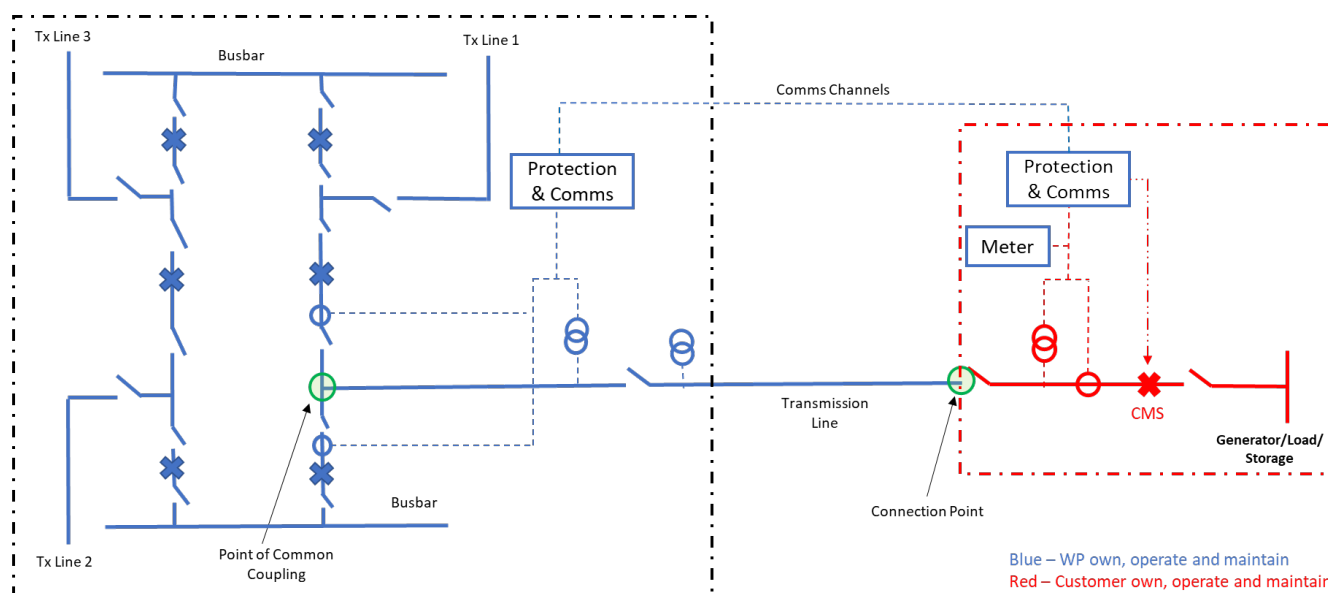 Tx Line 3
Tx Line 1
Busbar
Comms Channels
Protection
& Comms
Protection
& Comms
Meter
Transmission
Line
CMS
Generator/Load/
Storage
Busbar
Connection Point
Point of Common
Coupling
Tx Line 2
Blue – WP own, operate and maintain
Red – Customer own, operate and maintain